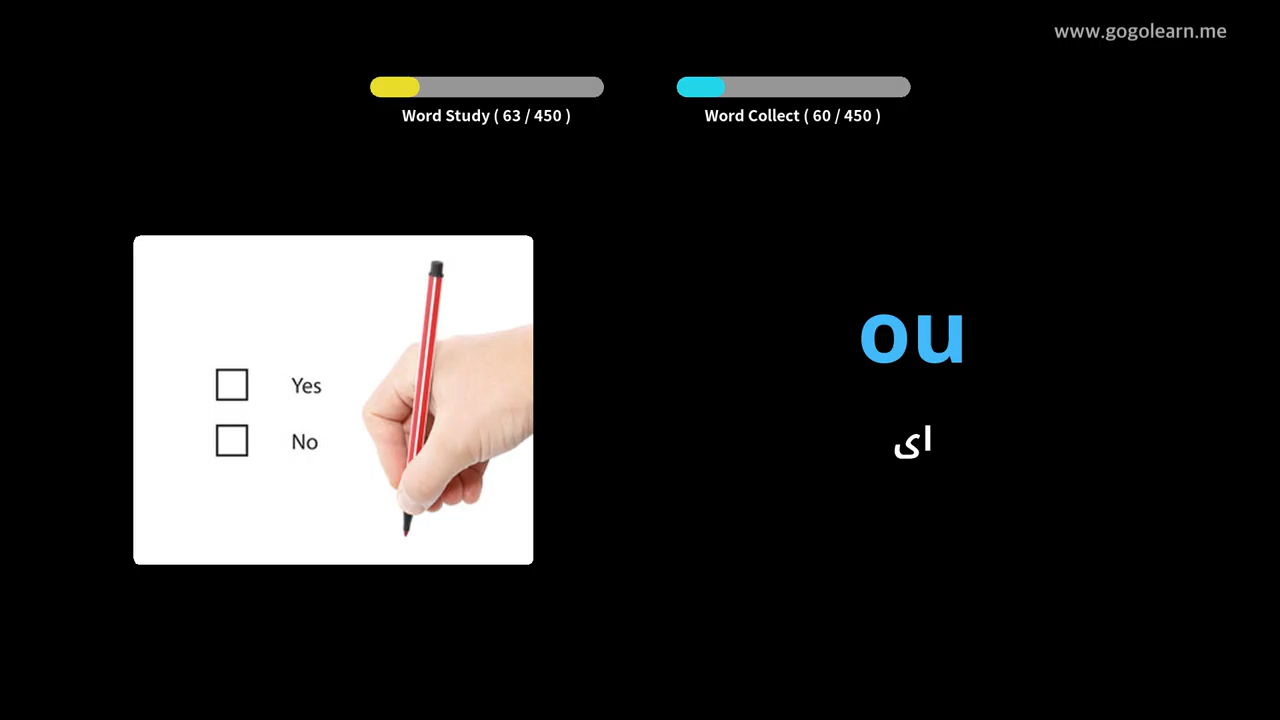 www.gogolearn.me
Word Study ( 63 / 450 )
Word Collect ( 60 / 450 )
Yes
No
ou
ای